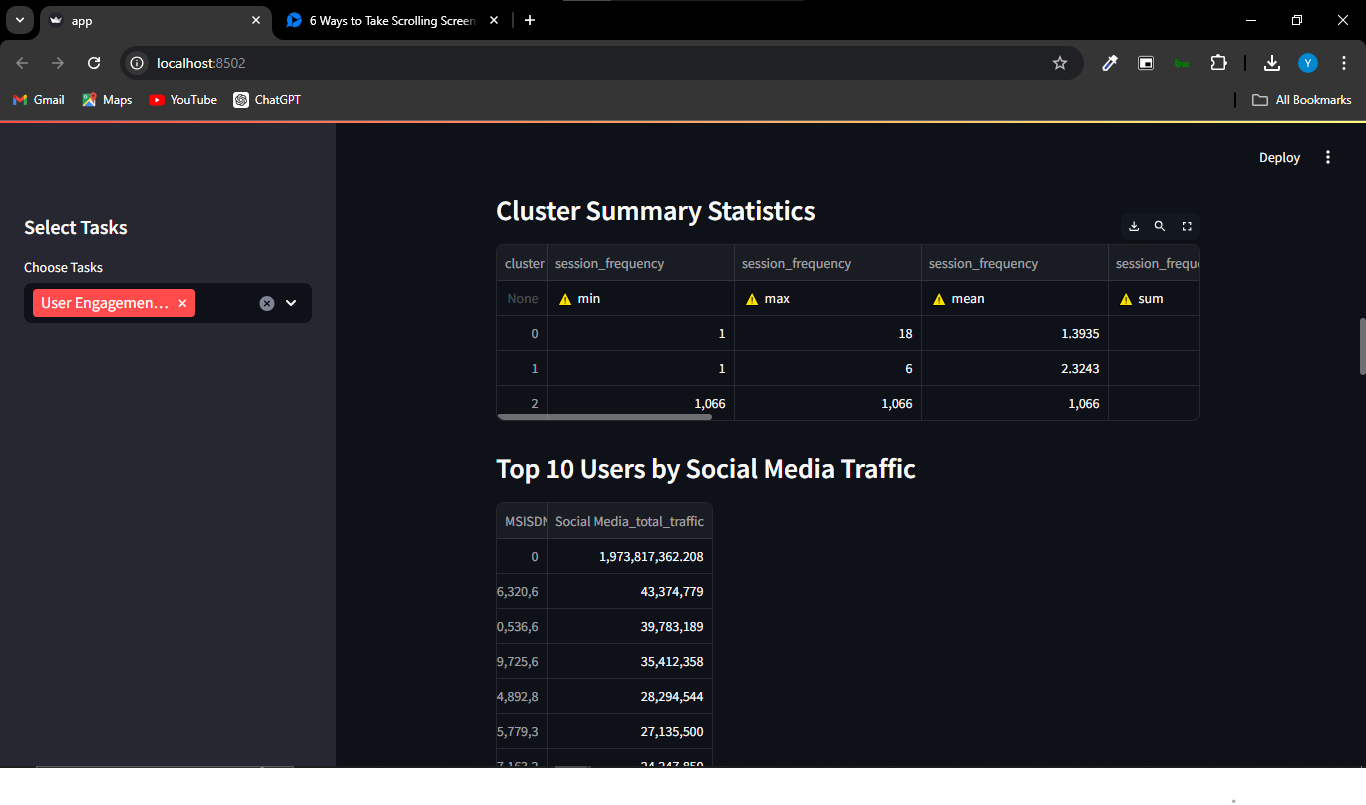 app
6 Ways to Take Scrolling Screen
localhost:8502
Y
Gmail
Maps
YouTube
ChatGPT
All Bookmarks
Deploy
Select Tasks
Choose Tasks
User Engagemen...
Cluster Summary Statistics
cluster session_frequency session_frequency session_frequency session_frequ
None min max mean sum
0 1 18 1.3935
1 1 6 2.3243
2 1,066 1,066 1,066
Top 10 Users by Social Media Traffic
MSISDN Social Media_total_traffic
0 1,973,817,362.208
6,320,6 43,374,779
0,536,6 39,783,189
9,725,6 35,412,358
4,892,8 28,294,544
5,779,3 27,135,500